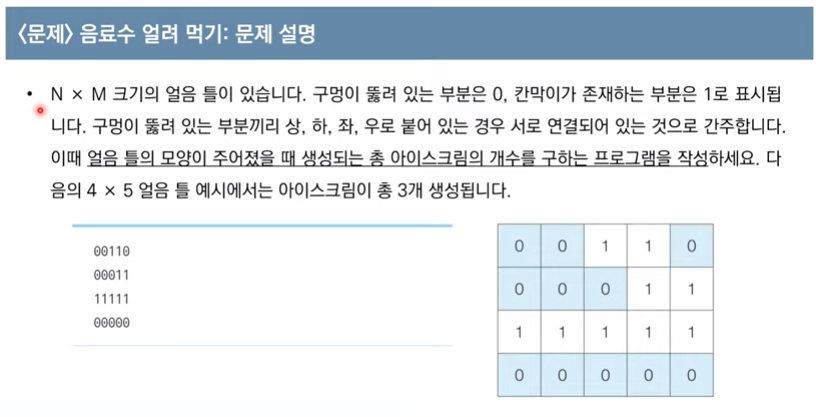 <문제> 음료수 얼려 먹기: 문제 설명
• N × M 크기의 얼음 틀이 있습니다. 구멍이 뚫려 있는 부분은 0, 칸막이가 존재하는 부분은 1로 표시됩
니다. 구멍이 뚫려 있는 부분끼리 상, 하, 좌, 우로 붙어 있는 경우 서로 연결되어 있는 것으로 간주합니다.
이때 얼음 틀의 모양이 주어졌을 때 생성되는 총 아이스크림의 개수를 구하는 프로그램을 작성하세요. 다
음의 4 × 5 얼음 틀 예시에서는 아이스크림이 총 3개 생성됩니다.
00110
00011
11111
00000
0 0 1 1 0
0 0 0 1 1
1 1 1 1 1
0 0 0 0 0